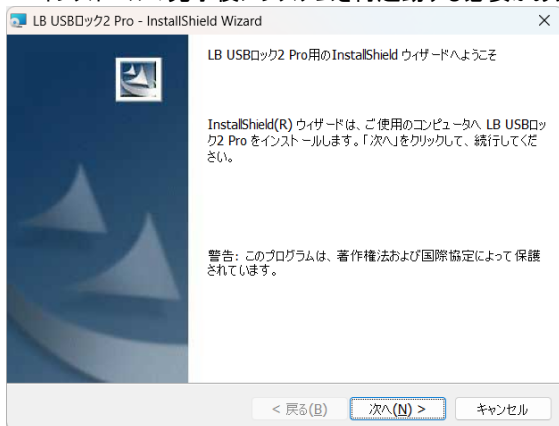 LB USBロック2 Pro - InstallShield Wizard
LB USBロック2 Pro用のInstallShield ウィザードへようこそ
InstallShield(R) ウィザードは、ご使用のコンピュータへ LB USBロッ
ク2 Pro をインストールします。「次へ」をクリックして、続行してくだ
さい。
警告: このプログラムは、著作権法および国際協定によって保護
されています。
< 戻る(B)
次へ(N) >
キャンセル